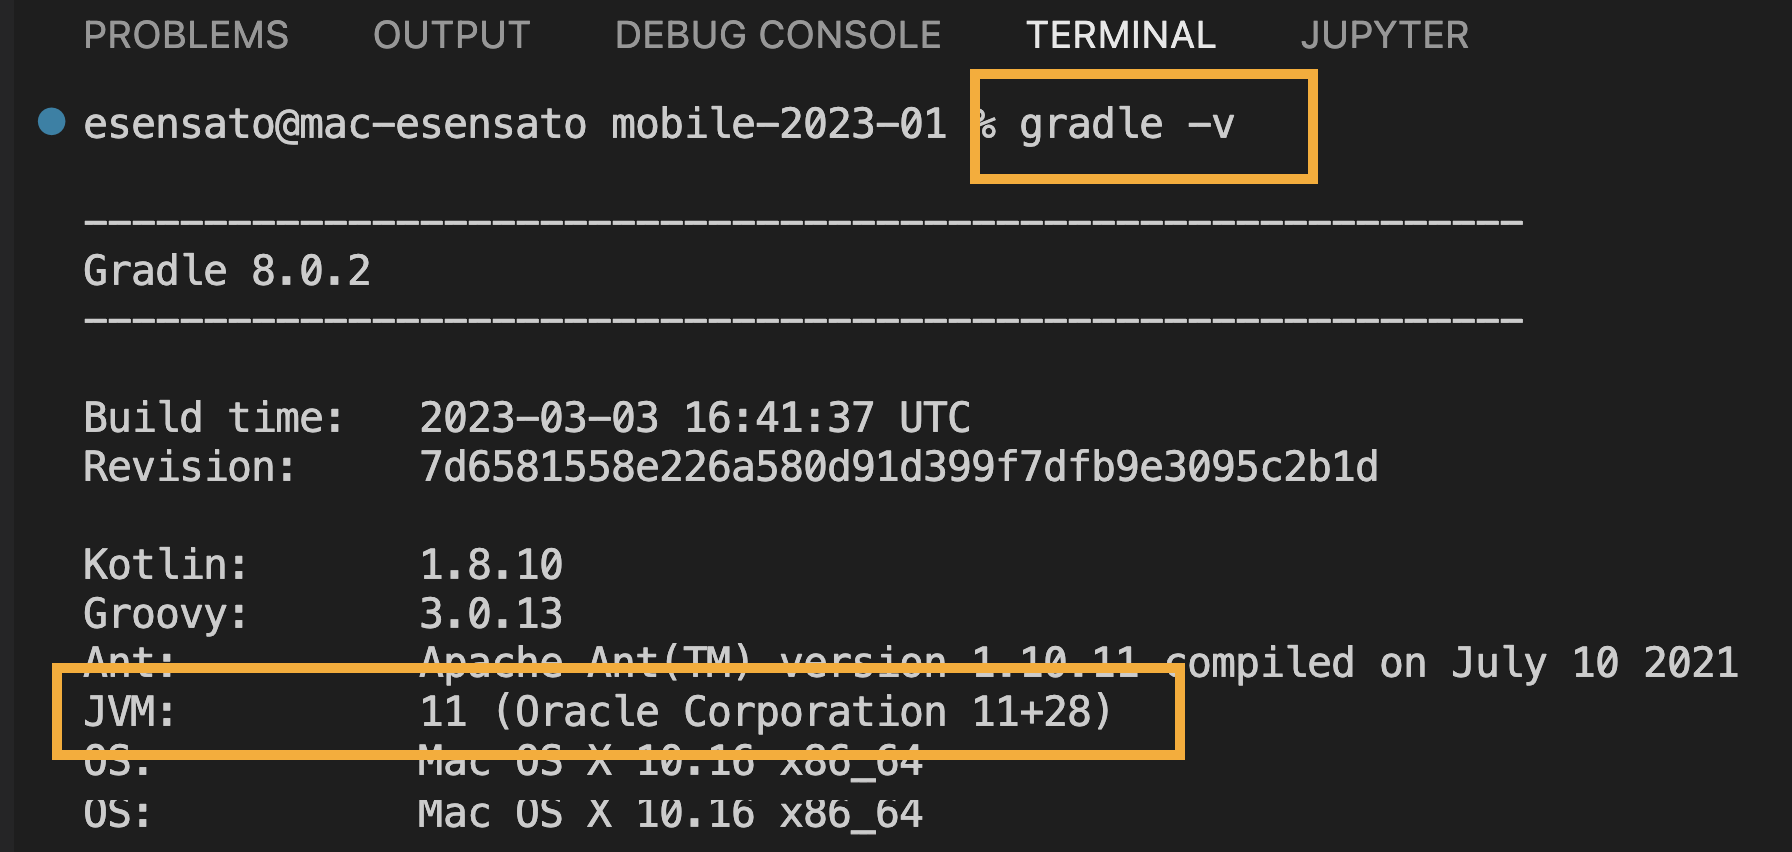 PROBLEMS OUTPUT DEBUG CONSOLE TERMINAL JUPYTER
esensato@mac-esensato mobile-2023-01 % gradle -v
------------------------------------------------------------
Gradle 8.0.2
------------------------------------------------------------
Build time: 2023-03-03 16:41:37 UTC
Revision: 7d6581558e226a580d91d399f7dfb9e3095c2b1d
Kotlin: 1.8.10
Groovy: 3.0.13
Ant: Apache Ant(TM) version 1.10.11 compiled on July 10 2021
JVM: 11 (Oracle Corporation 11+28)
OS: Mac OS X 10.16 x86_64
OS: Mac OS X 10.16 x86_64